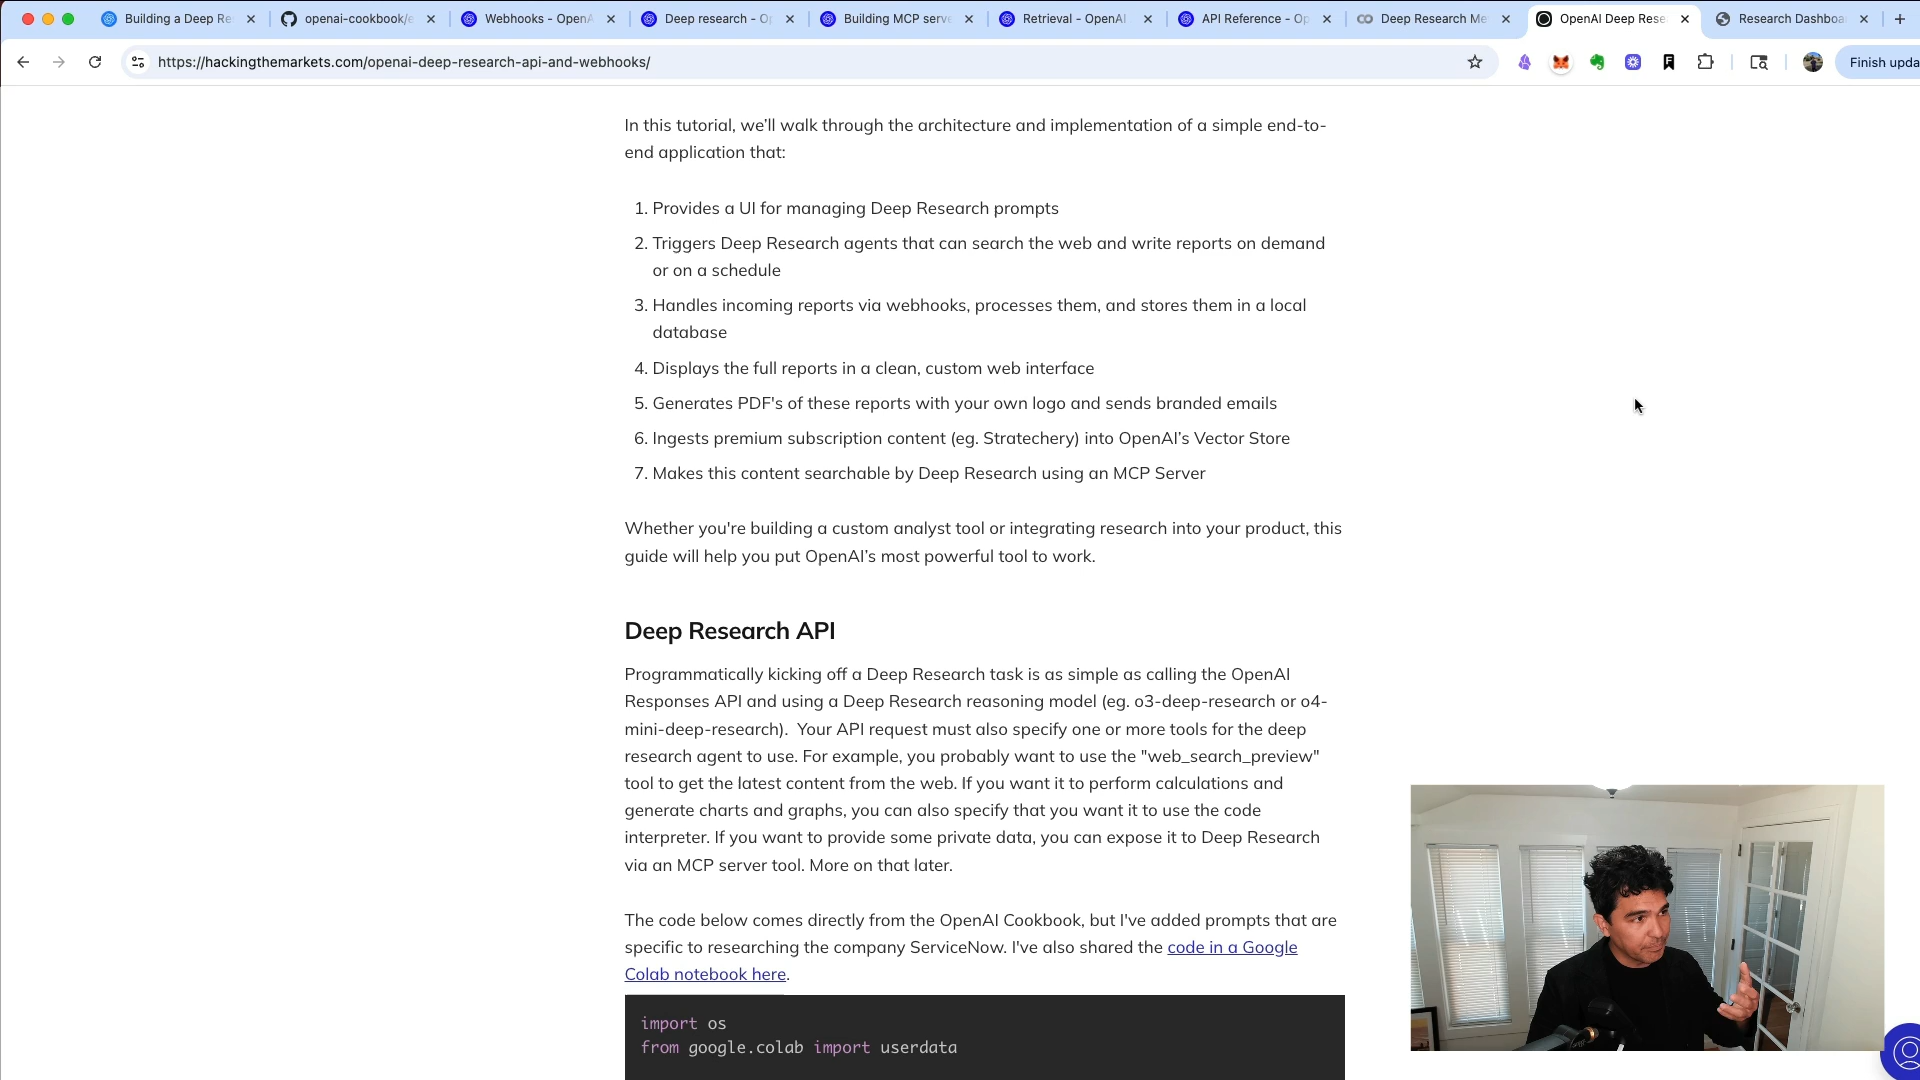 Building a Deep Re
openai-cookbook/e
Webhooks - OpenA
Deep research - Op
Building MCP serve
Retrieval - OpenAI
API Reference - Op
Deep Research Me
OpenAI Deep Rese
Research Dashboa
https://hackingthemarkets.com/openai-deep-research-api-and-webhooks/
Finish upda
In this tutorial, we’ll walk through the architecture and implementation of a simple end-to-
end application that:
1. Provides a UI for managing Deep Research prompts
2. Triggers Deep Research agents that can search the web and write reports on demand
or on a schedule
3. Handles incoming reports via webhooks, processes them, and stores them in a local
database
4. Displays the full reports in a clean, custom web interface
5. Generates PDF's of these reports with your own logo and sends branded emails
6. Ingests premium subscription content (eg. Stratechery) into OpenAI’s Vector Store
7. Makes this content searchable by Deep Research using an MCP Server
Whether you're building a custom analyst tool or integrating research into your product, this
guide will help you put OpenAI’s most powerful tool to work.
Deep Research API
Programmatically kicking off a Deep Research task is as simple as calling the OpenAI
Responses API and using a Deep Research reasoning model (eg. o3-deep-research or o4-
mini-deep-research).  Your API request must also specify one or more tools for the deep
research agent to use. For example, you probably want to use the "web_search_preview"
tool to get the latest content from the web. If you want it to perform calculations and
generate charts and graphs, you can also specify that you want it to use the code
interpreter. If you want to provide some private data, you can expose it to Deep Research
via an MCP server tool. More on that later.
The code below comes directly from the OpenAI Cookbook, but I've added prompts that are
specific to researching the company ServiceNow. I've also shared the code in a Google
Colab notebook here.
import os
from google.colab import userdata